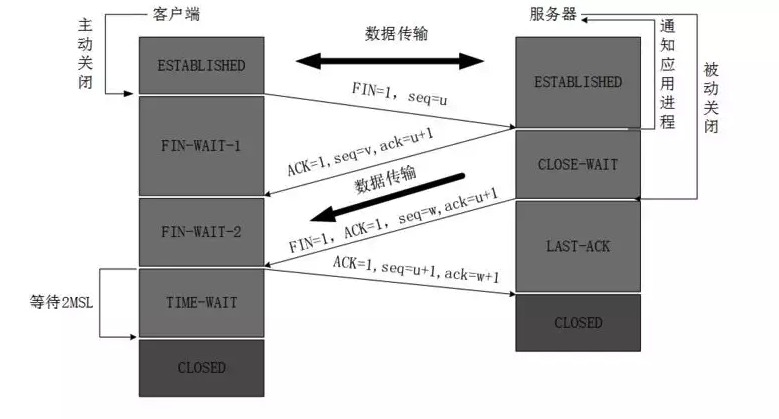 客户端
服务器
主动关闭
数据传输
通知应用进程
被动关闭
ESTABLISHED
ESTABLISHED
FIN=1, seq=u
FIN-WAIT-1
ACK=1,seq=v,ack=u+1
CLOSE-WAIT
数据传输
FIN-WAIT-2
FIN=1, ACK=1, seq=w,ack=u+1
LAST-ACK
ACK=1,seq=u+1,ack=w+1
等待2MSL
TIME-WAIT
CLOSED
CLOSED